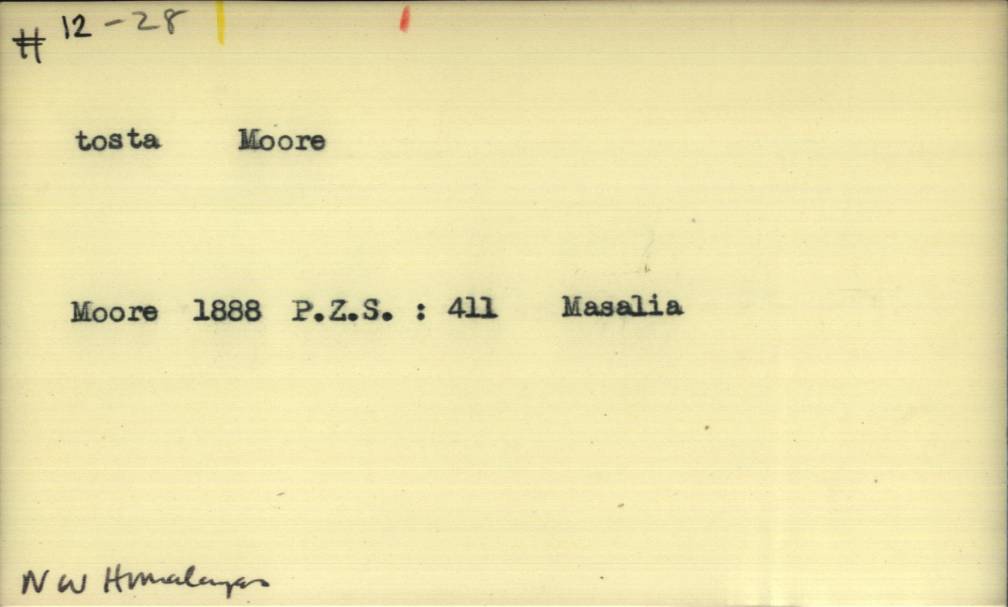 # 12-28
tosta Moore
Moore 1888 P.Z.S. : 411 Masalia
NW Himalayas